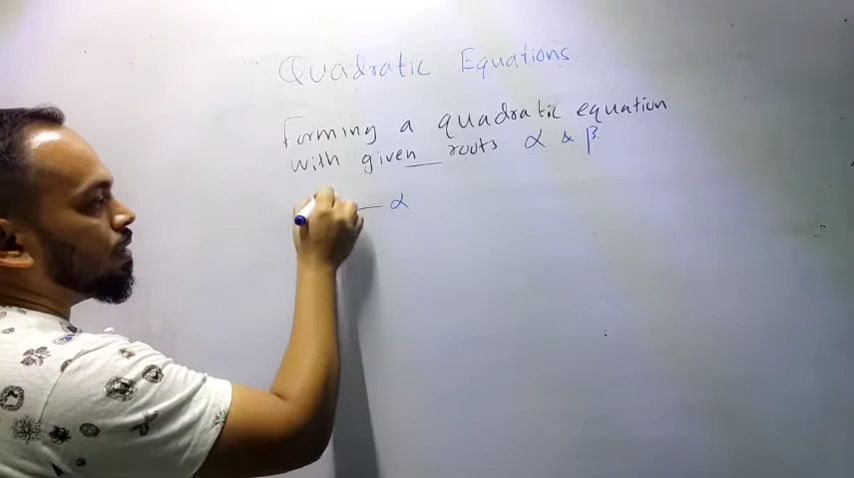 Quadratic Equations
Forming a quadratic equation
with given roots α & β.
— α